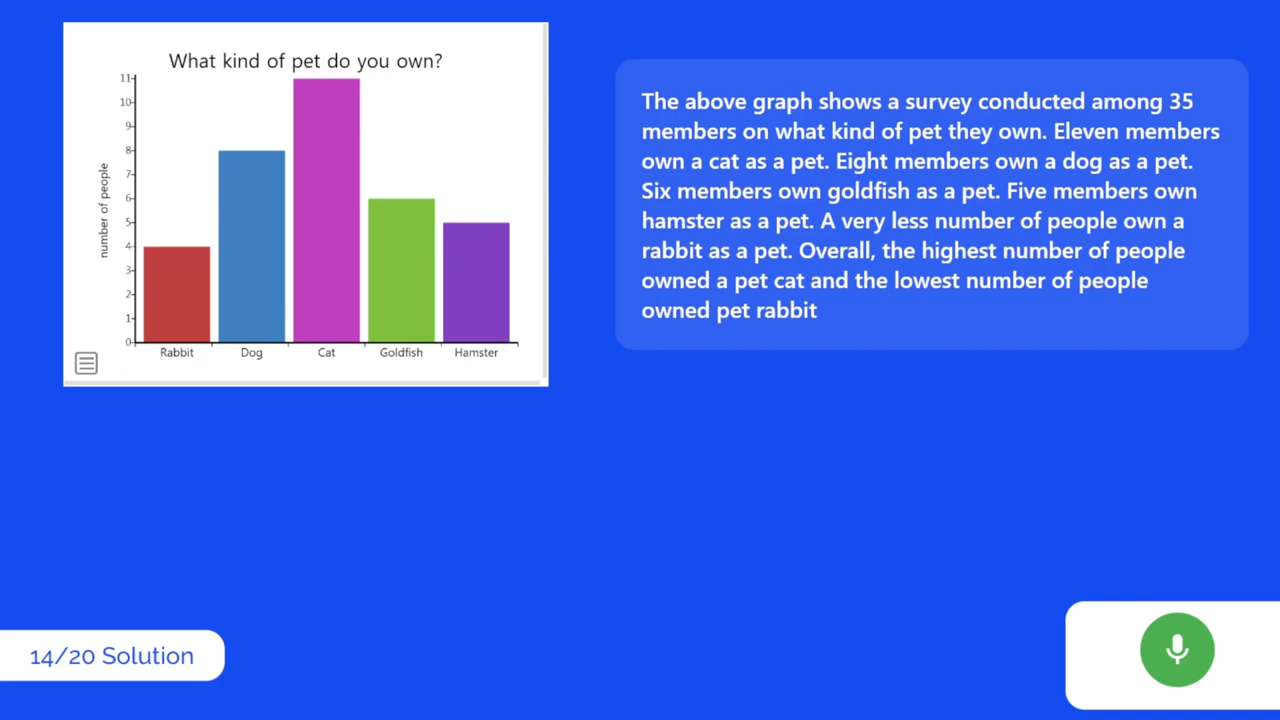 What kind of pet do you own?
number of people
11
10
9
8
7
6
5
4
3
2
1
0
Rabbit Dog Cat Goldfish Hamster
The above graph shows a survey conducted among 35
members on what kind of pet they own. Eleven members
own a cat as a pet. Eight members own a dog as a pet.
Six members own goldfish as a pet. Five members own
hamster as a pet. A very less number of people own a
rabbit as a pet. Overall, the highest number of people
owned a pet cat and the lowest number of people
owned pet rabbit
14/20 Solution